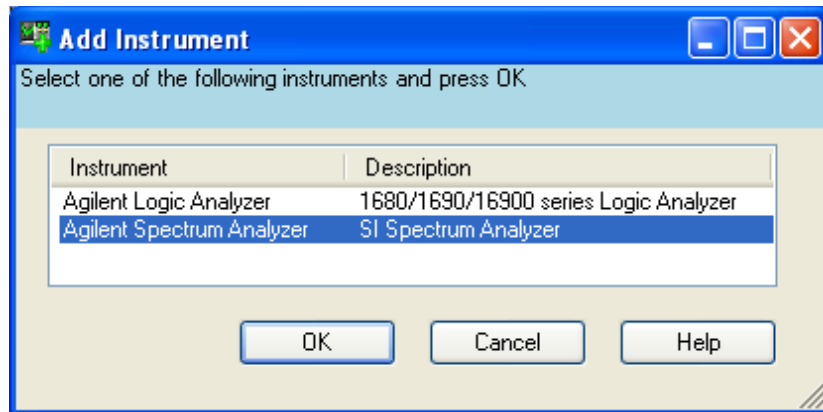 Add Instrument
Select one of the following instruments and press OK
Instrument Description
Agilent Logic Analyzer 1680/1690/16900 series Logic Analyzer
Agilent Spectrum Analyzer SI Spectrum Analyzer
OK Cancel Help